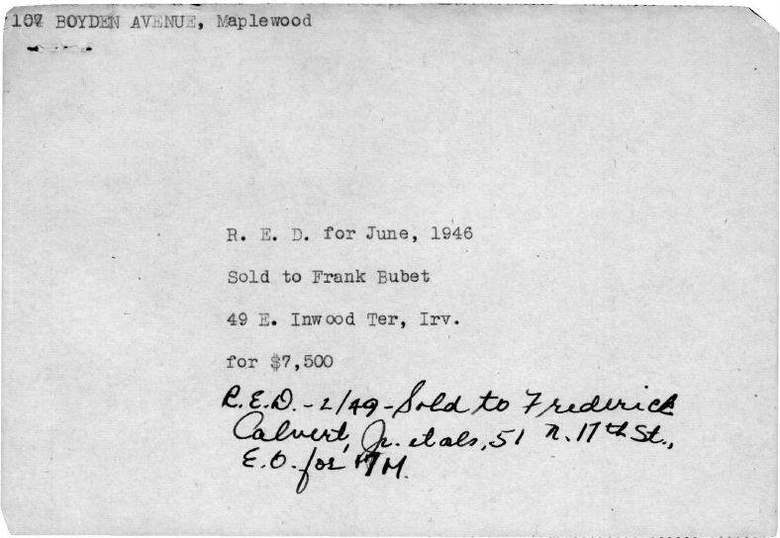 107 BOYDEN AVENUE, Maplewood
R. E. D. for June, 1946
Sold to Frank Bubet
49 E. Inwood Ter, Irv.
for $7,500
R.E.D. - 2/49 - Sold to Frederick
Calvert, Jr. et als, 51 N. 17th St.,
E.O. for 17 M.